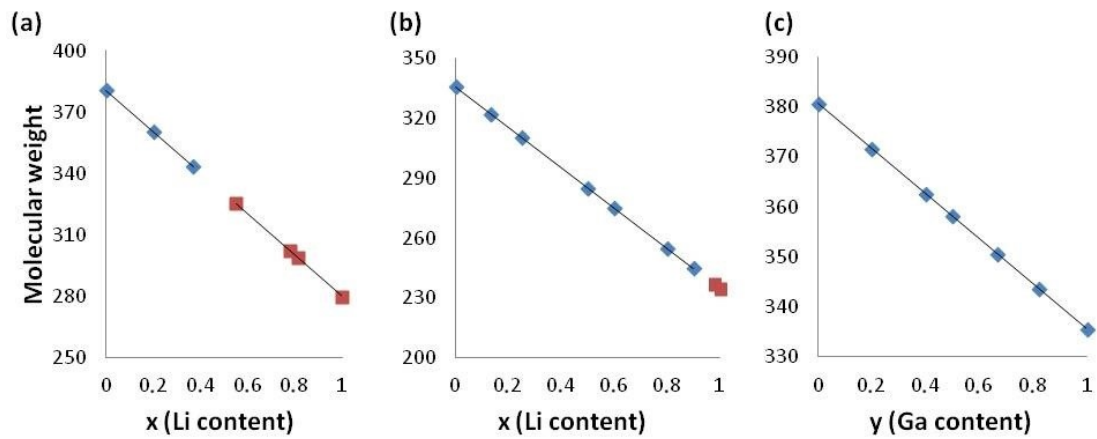 (a)
Molecular weight
400
370
340
310
280
250
0 0.2 0.4 0.6 0.8 1
x (Li content)
(b)
350
320
290
260
230
200
0 0.2 0.4 0.6 0.8 1
x (Li content)
(c)
390
380
370
360
350
340
330
0 0.2 0.4 0.6 0.8 1
y (Ga content)